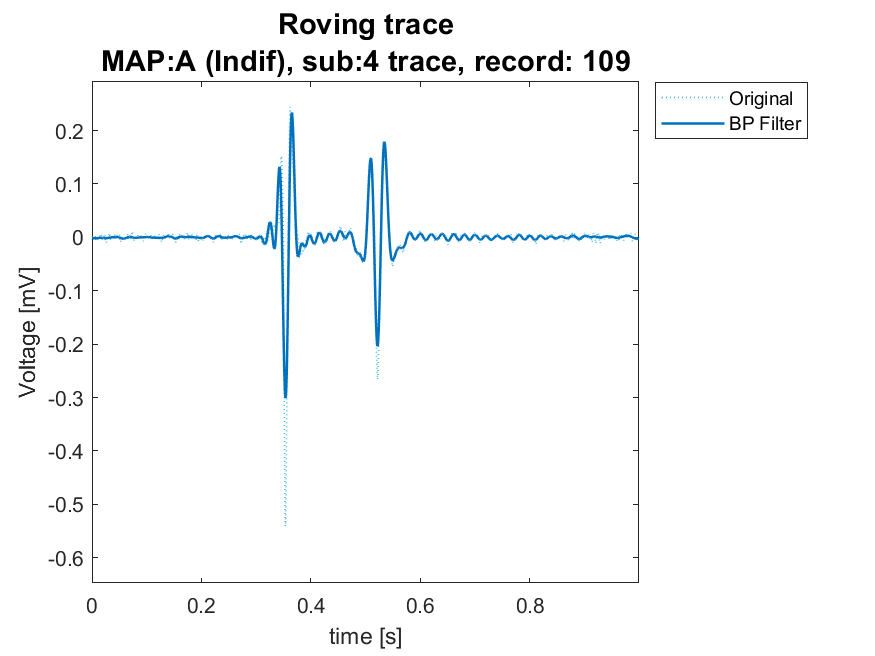 Roving trace
MAP:A (Indif), sub:4 trace, record: 109
Original
BP Filter
0.2
0.1
0
-0.1
-0.2
-0.3
-0.4
-0.5
-0.6
Voltage [mV]
0
0.2
0.4
0.6
0.8
time [s]